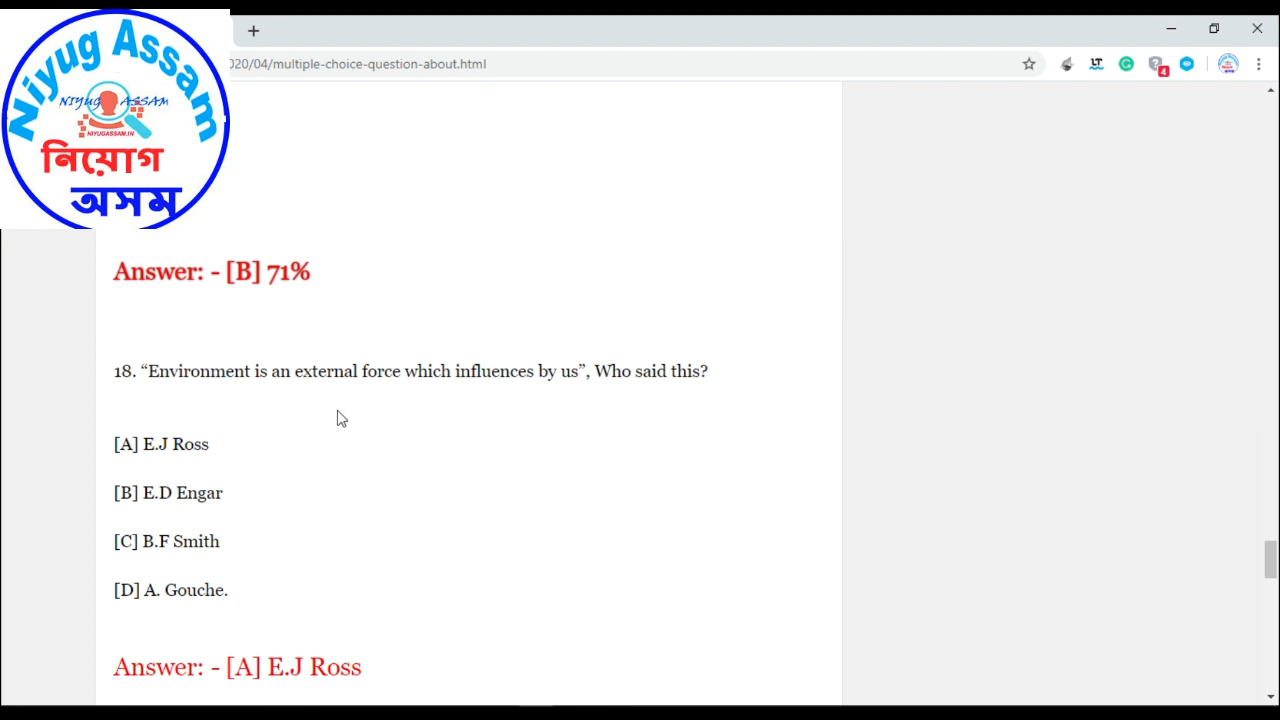 Niyug Assam
NIYUG ASSAM
NIYUGASSAM.IN
নিয়োগ
অসম
020/04/multiple-choice-question-about.html
4
Answer: - [B] 71%
18. “Environment is an external force which influences by us”, Who said this?
[A] E.J Ross
[B] E.D Engar
[C] B.F Smith
[D] A. Gouche.
Answer: - [A] E.J Ross